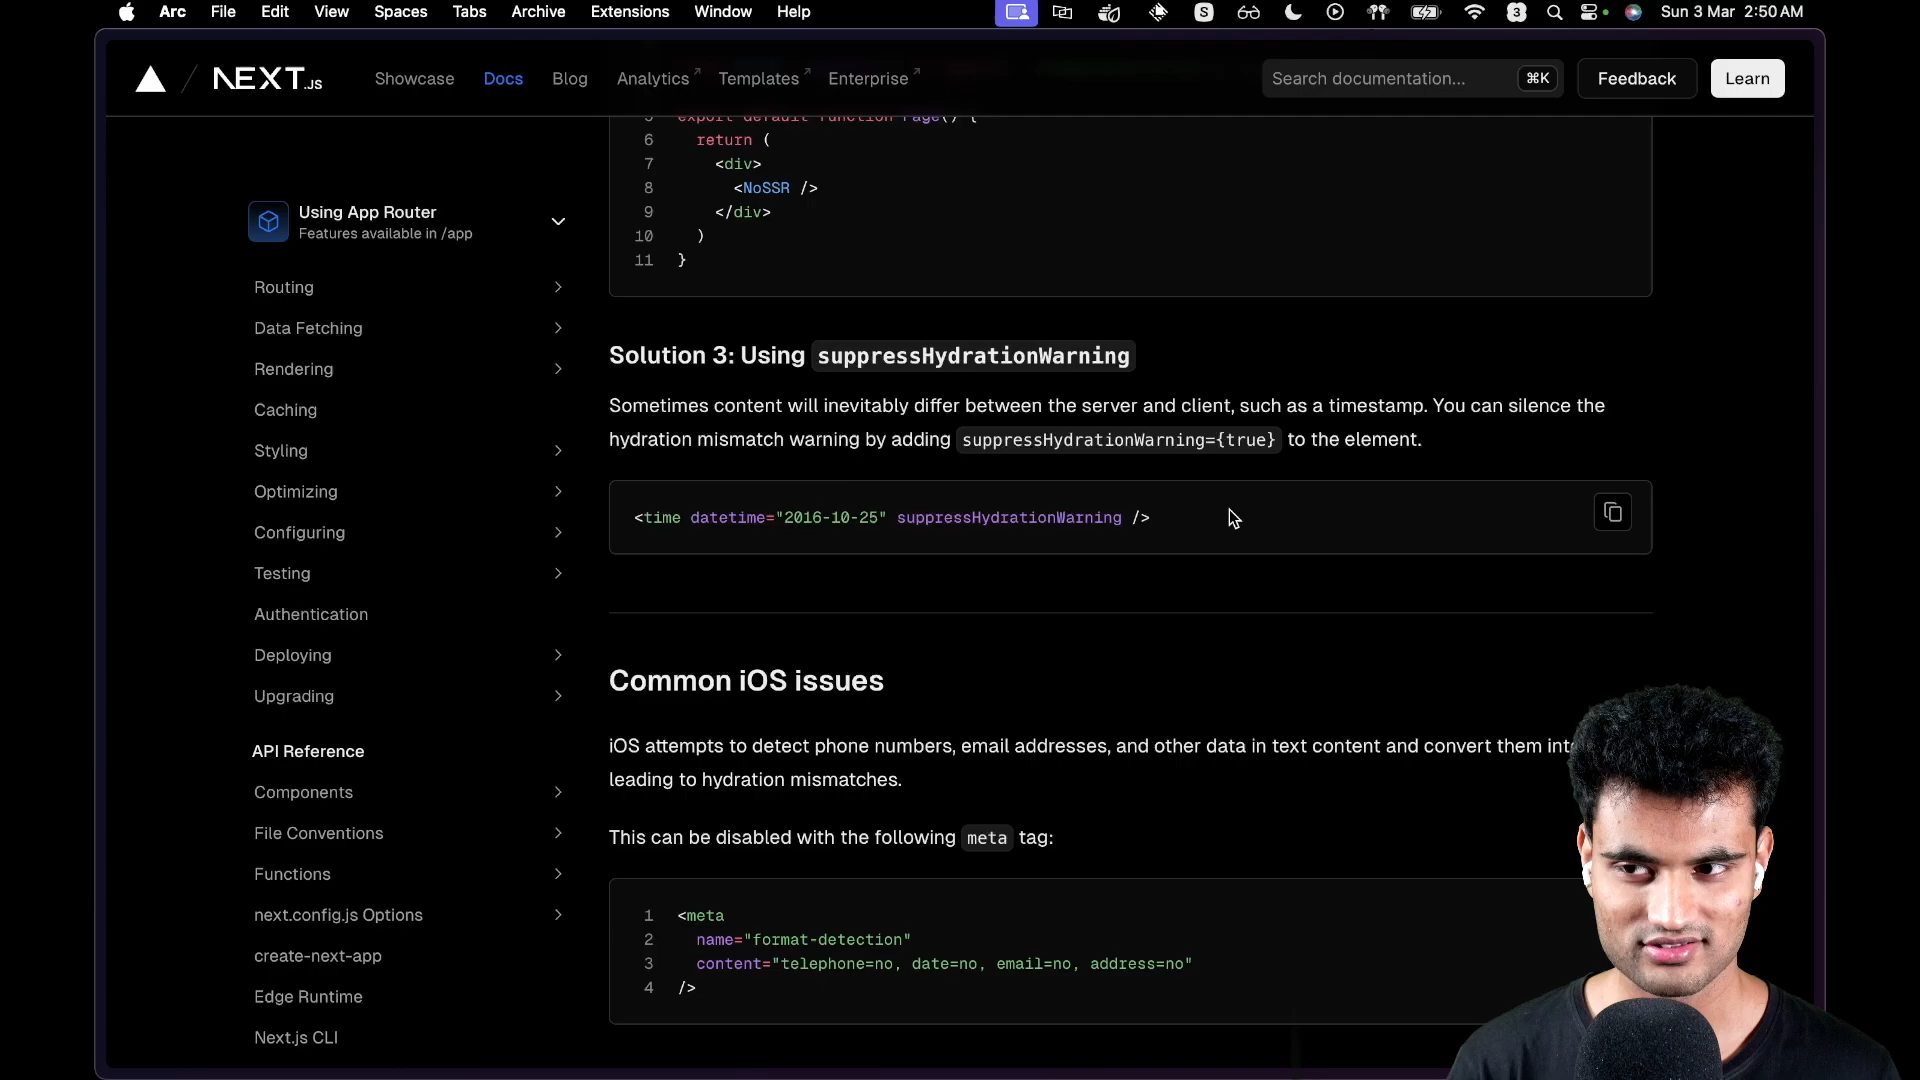 Arc File Edit View Spaces Tabs Archive Extensions Window Help S 3 Sun 3 Mar 2:50 AM
NEXT.JS Showcase Docs Blog Analytics Templates Enterprise Search documentation... ⌘K Feedback Learn
5 export default function Page() {
6 return (
7 <div>
8 <NoSSR />
9 </div>
10 )
11 }
Using App Router
Features available in /app
Routing
Data Fetching
Rendering
Caching
Styling
Optimizing
Configuring
Testing
Authentication
Deploying
Upgrading
API Reference
Components
File Conventions
Functions
next.config.js Options
create-next-app
Edge Runtime
Next.js CLI
Solution 3: Using suppressHydrationWarning
Sometimes content will inevitably differ between the server and client, such as a timestamp. You can silence the
hydration mismatch warning by adding suppressHydrationWarning={true} to the element.
<time datetime="2016-10-25" suppressHydrationWarning />
Common iOS issues
iOS attempts to detect phone numbers, email addresses, and other data in text content and convert them
leading to hydration mismatches.
This can be disabled with the following meta tag:
1 <meta
2 name="format-detection"
3 content="telephone=no, date=no, email=no, address=no"
4 />